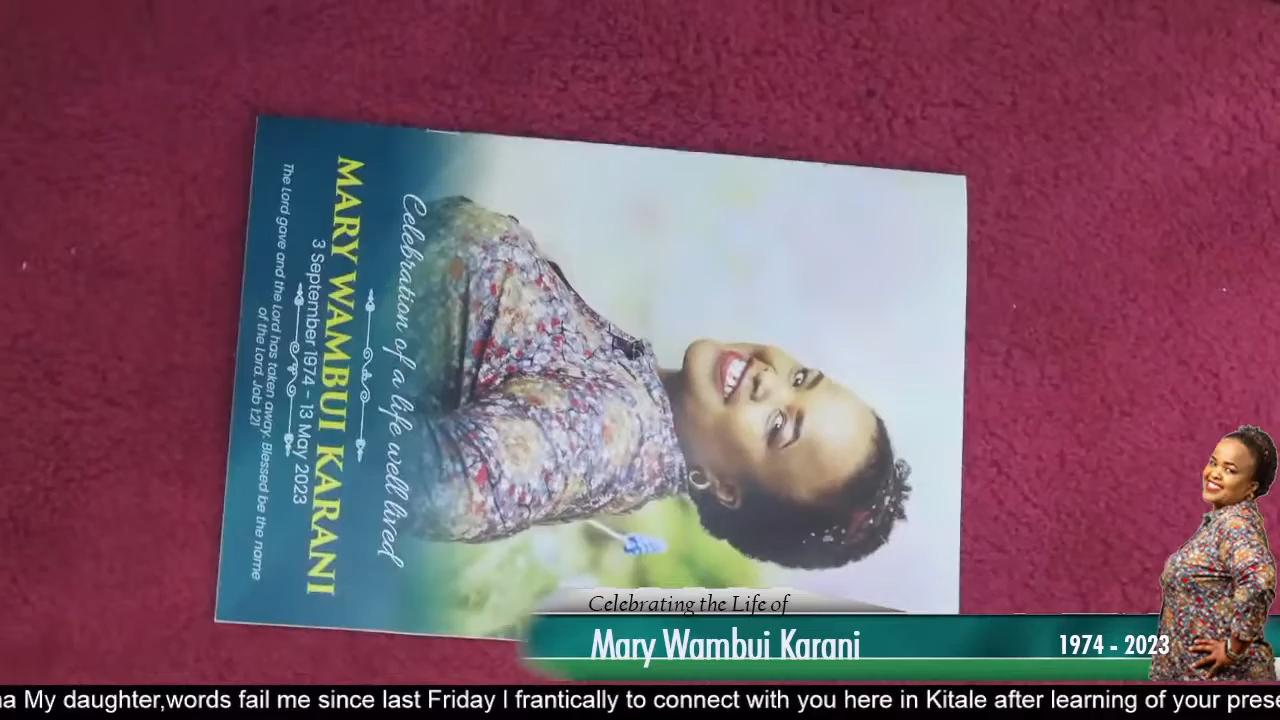 Celebration of a life well lived
MARY WAMBUI KARANI
3 September 1974 - 13 May 2023
The Lord gave and the Lord has taken away. Blessed be the name
of the Lord. Job 1:21
Celebrating the Life of
Mary Wambui Karani
1974 - 2023
My daughter,words fail me since last Friday I frantically to connect with you here in Kitale after learning of your